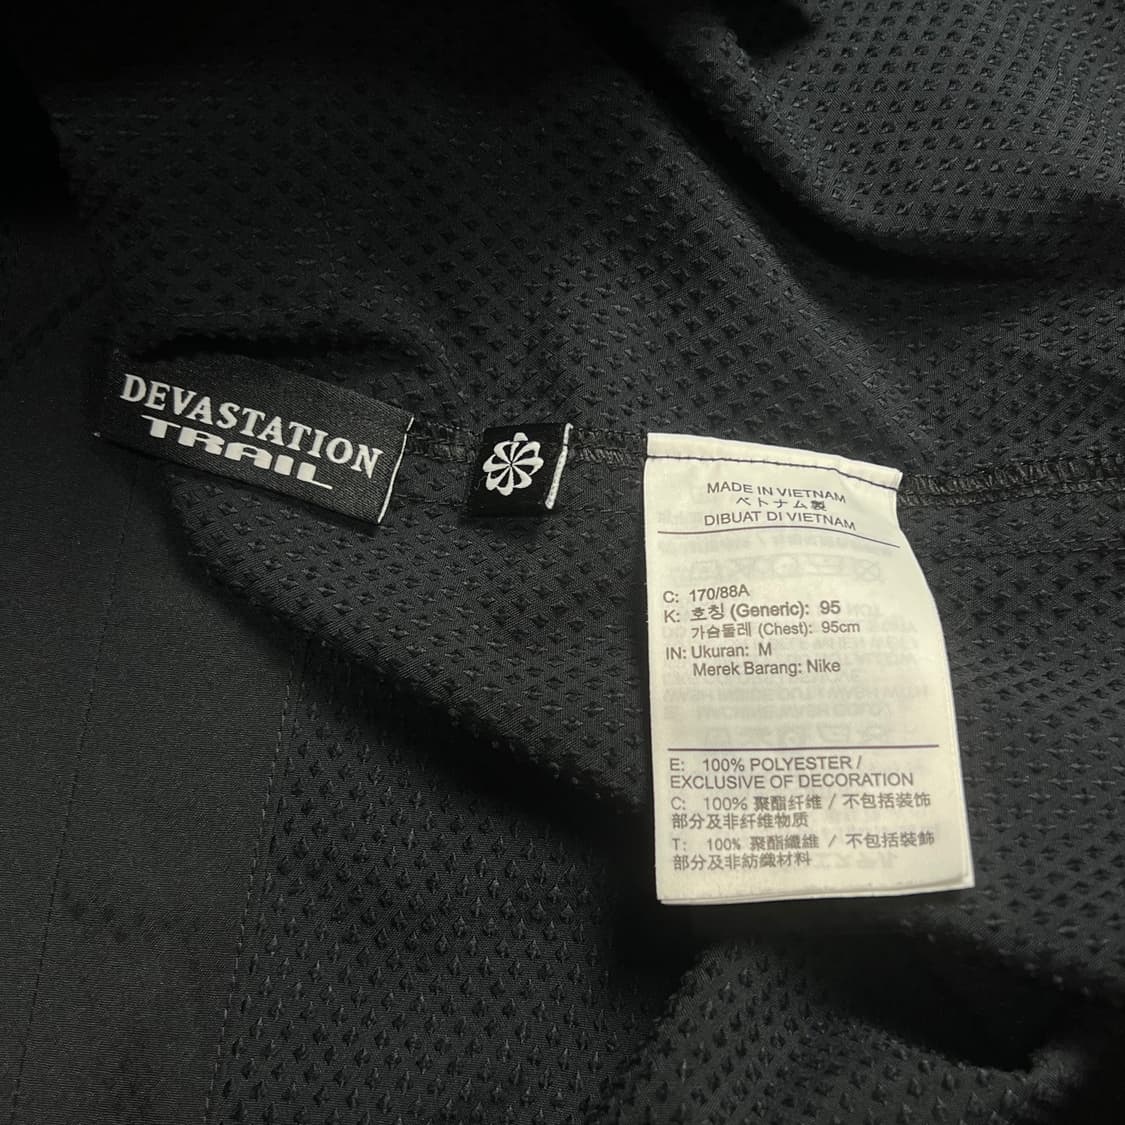 DEVASTATION
TRAIL
MADE IN VIETNAM
ベトナム製
DIBUAT DI VIETNAM
C: 170/88A
K: 호칭 (Generic): 95
가슴둘레 (Chest): 95cm
IN: Ukuran: M
Merek Barang: Nike
E: 100% POLYESTER /
EXCLUSIVE OF DECORATION
C: 100% 聚酯纤维 / 不包括装饰
部分及非纤维物质
T: 100% 聚酯纖維 / 不包括裝飾
部分及非紡織材料